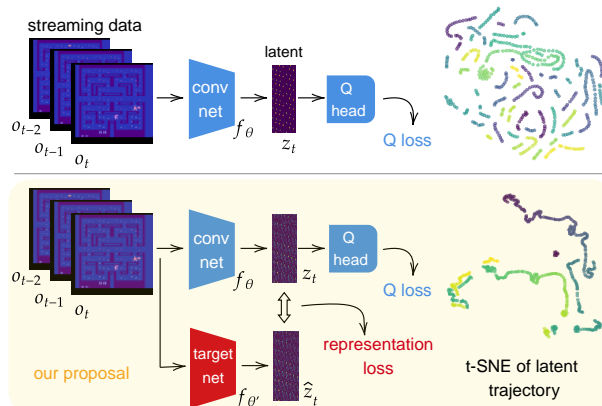 streaming data
latent
conv
net
Q
head
f_θ
z_t
Q loss
o_{t-2}
o_{t-1}
o_t
conv
net
Q
head
f_θ
z_t
Q loss
o_{t-2}
o_{t-1}
o_t
target
net
representation
loss
our proposal
f_{θ'}
ẑ_t
t-SNE of latent
trajectory